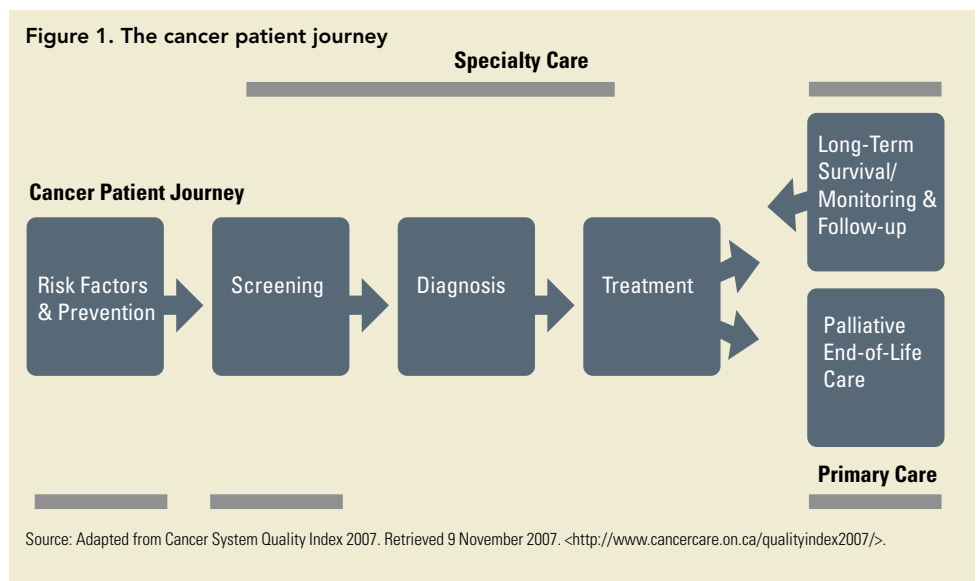 Figure 1. The cancer patient journey
Specialty Care
Cancer Patient Journey
Risk Factors
& Prevention
Screening
Diagnosis
Treatment
Long-Term
Survival/
Monitoring &
Follow-up
Palliative
End-of-Life
Care
Primary Care
Source: Adapted from Cancer System Quality Index 2007. Retrieved 9 November 2007. <http://www.cancercare.on.ca/qualityindex2007/>.